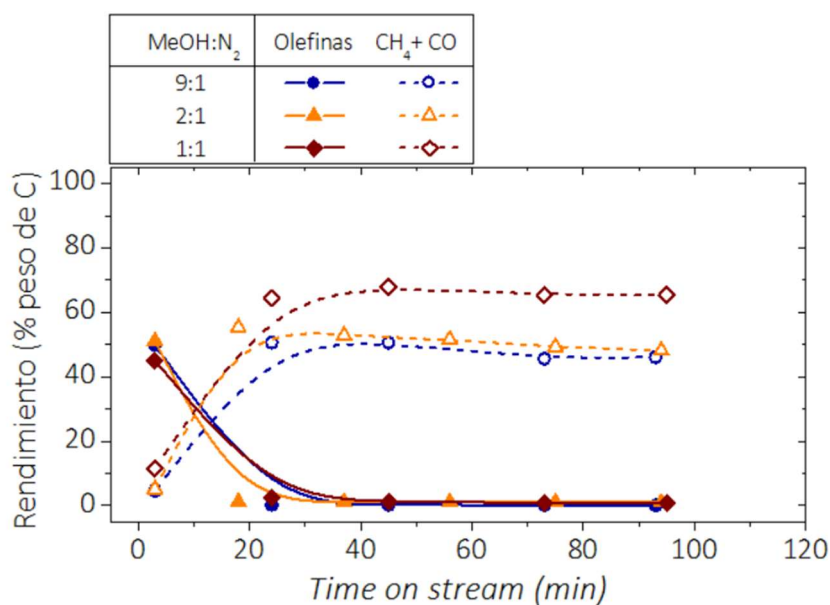 MeOH:N₂ Olefinas CH₄+ CO
9:1
2:1
1:1
100
80
60
40
20
0
Rendimiento (% peso de C)
0 20 40 60 80 100 120
Time on stream (min)